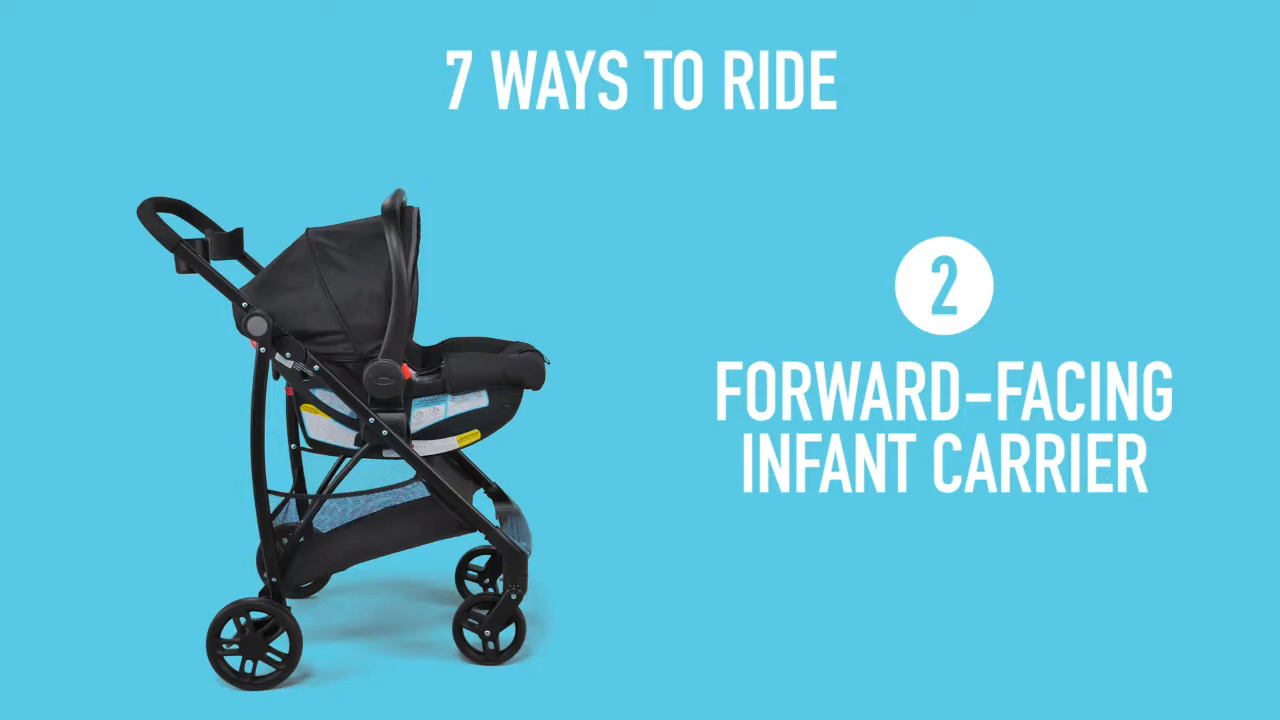 7 WAYS TO RIDE
2
FORWARD-FACING
INFANT CARRIER